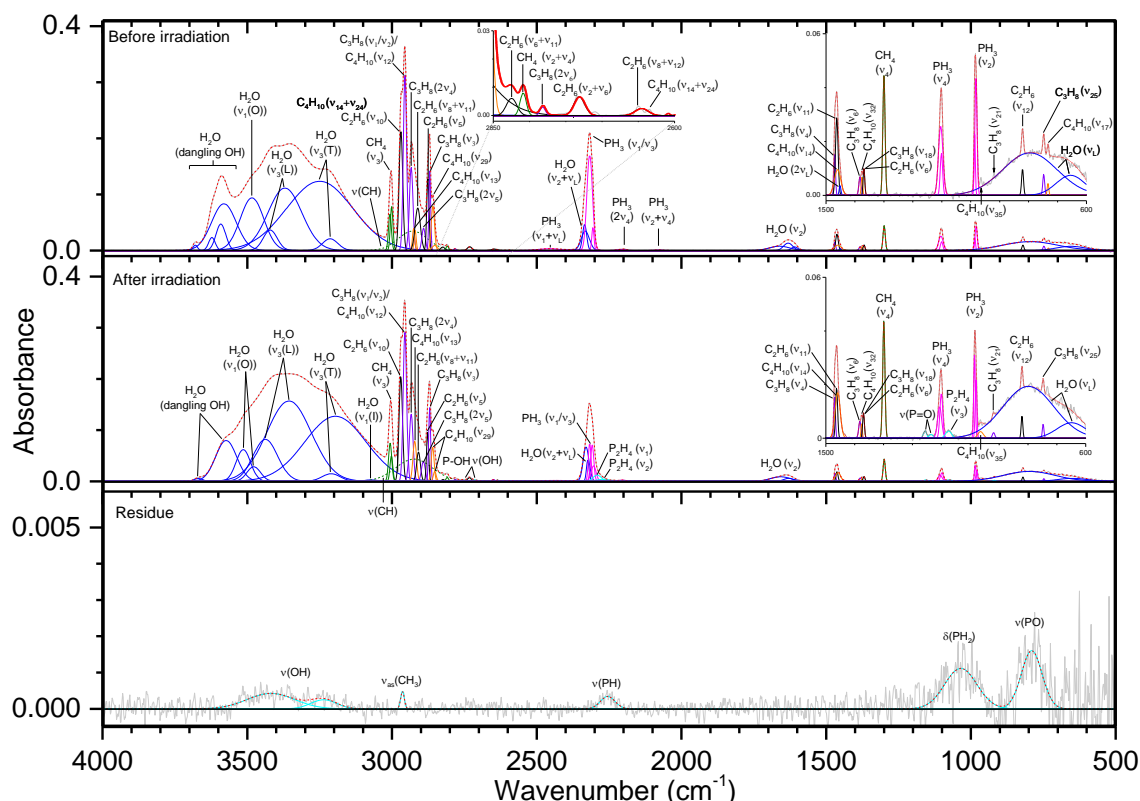 Before irradiation
0.4
0.0
H₂O
(dangling OH)
H₂O
(ν₁(O))
H₂O
(ν₃(L))
H₂O
(ν₃(T))
C₄H₁₀(ν₁₄+ν₂₄)
C₂H₆(ν₁₀)
CH₄
(ν₃)
ν(CH)
C₃H₈(ν₁/ν₂)/
C₄H₁₀(ν₁₂)
C₃H₈(2ν₄)
C₂H₆(ν₈+ν₁₁)
C₂H₆(ν₅)
C₃H₈(ν₃)
C₄H₁₀(ν₂₉)
C₄H₁₀(ν₁₃)
C₃H₈(2ν₅)
0.03
0.00
2850
2600
C₂H₆(ν₆+ν₁₁)
CH₄
(ν₂+ν₄)
C₃H₈(2ν₆)
C₂H₆(ν₂+ν₆)
C₂H₆(ν₈+ν₁₂)
C₄H₁₀(ν₁₄+ν₂₄)
PH₃ (ν₁/ν₃)
H₂O
(ν₂+νL)
PH₃
(ν₁+νL)
PH₃
(2ν₄)
PH₃
(ν₂+ν₄)
H₂O (ν₂)
0.06
0.00
1500
600
C₂H₆(ν₁₁)
C₃H₈(ν₄)
C₄H₁₀(ν₁₄)
H₂O (2νL)
C₃H₈(ν₆)
C₄H₁₀(ν₃₂)
C₃H₈(ν₁₈)
C₂H₆(ν₆)
CH₄
(ν₄)
PH₃
(ν₄)
PH₃
(ν₂)
C₃H₈(ν₂₁)
C₄H₁₀(ν₃₅)
C₂H₆
(ν₁₂)
C₃H₈(ν₂₅)
C₄H₁₀(ν₁₇)
H₂O(νL)
After irradiation
0.4
0.0
H₂O
(dangling OH)
H₂O
(ν₁(O))
H₂O
(ν₃(L))
H₂O
(ν₃(T))
H₂O
(ν₁(I))
ν(CH)
C₃H₈(ν₁/ν₂)/
C₄H₁₀(ν₁₂)
C₂H₆(ν₁₀)
CH₄
(ν₃)
C₃H₈(2ν₄)
C₄H₁₀(ν₁₃)
C₂H₆(ν₈+ν₁₁)
C₃H₈(ν₃)
C₂H₆(ν₅)
C₃H₈(2ν₅)
C₄H₁₀(ν₂₉)
P-OH ν(OH)
PH₃ (ν₁/ν₃)
H₂O(ν₂+νL)
P₂H₄ (ν₁)
P₂H₄ (ν₂)
H₂O (ν₂)
0.06
0
1500
600
C₂H₆(ν₁₁)
C₄H₁₀(ν₁₄)
C₃H₈(ν₄)
C₃H₈(ν₆)
C₄H₁₀(ν₃₂)
C₃H₈(ν₁₈)
C₂H₆(ν₆)
ν(P=O)
CH₄
(ν₄)
PH₃
(ν₄)
P₂H₄
(ν₃)
PH₃
(ν₂)
C₃H₈(ν₂₁)
C₄H₁₀(ν₃₅)
C₂H₆
(ν₁₂)
C₃H₈(ν₂₅)
H₂O(νL)
Residue
0.005
0.000
ν(OH)
νas(CH₃)
ν(PH)
δ(PH₂)
ν(PO)
4000
3500
3000
2500
2000
1500
1000
500
Absorbance
Wavenumber (cm⁻¹)